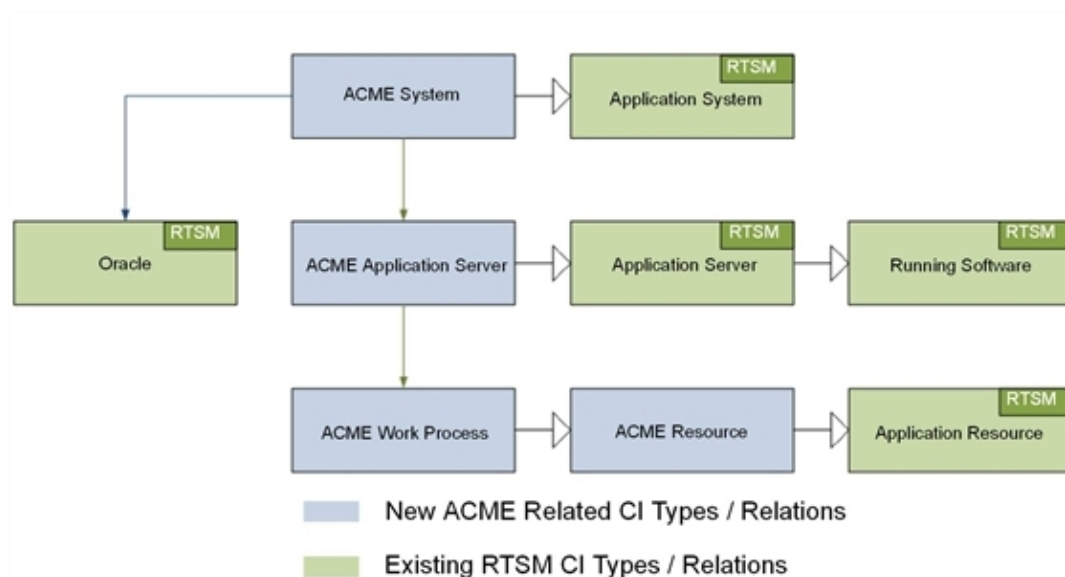 RTSM
ACME System
Application System
RTSM
RTSM
RTSM
Oracle
ACME Application Server
Application Server
Running Software
RTSM
ACME Work Process
ACME Resource
Application Resource
New ACME Related CI Types / Relations
Existing RTSM CI Types / Relations